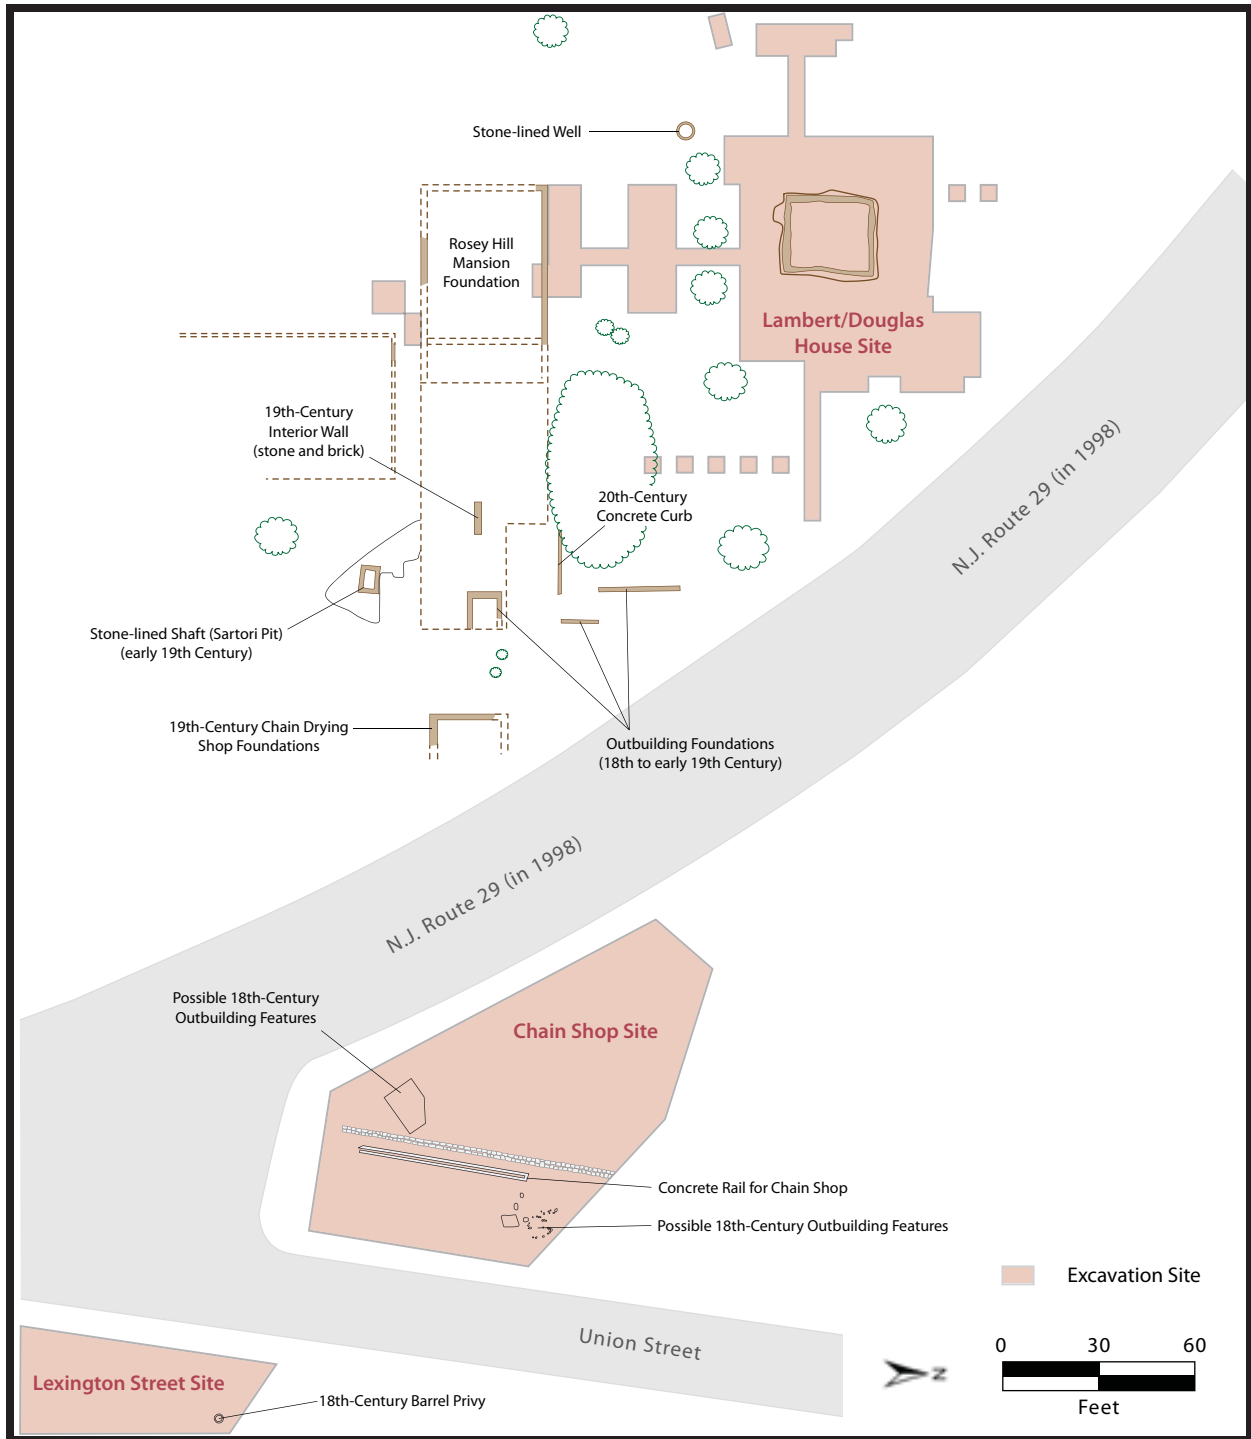 Stone-lined Well
Rosey Hill
Mansion
Foundation
Lambert/Douglas
House Site
19th-Century
Interior Wall
(stone and brick)
20th-Century
Concrete Curb
N.J. Route 29 (in 1998)
Stone-lined Shaft (Sartori Pit)
(early 19th Century)
19th-Century Chain Drying
Shop Foundations
Outbuilding Foundations
(18th to early 19th Century)
N.J. Route 29 (in 1998)
Possible 18th-Century
Outbuilding Features
Chain Shop Site
Concrete Rail for Chain Shop
Possible 18th-Century Outbuilding Features
Excavation Site
Union Street
0 30 60
Feet
N
Lexington Street Site
18th-Century Barrel Privy